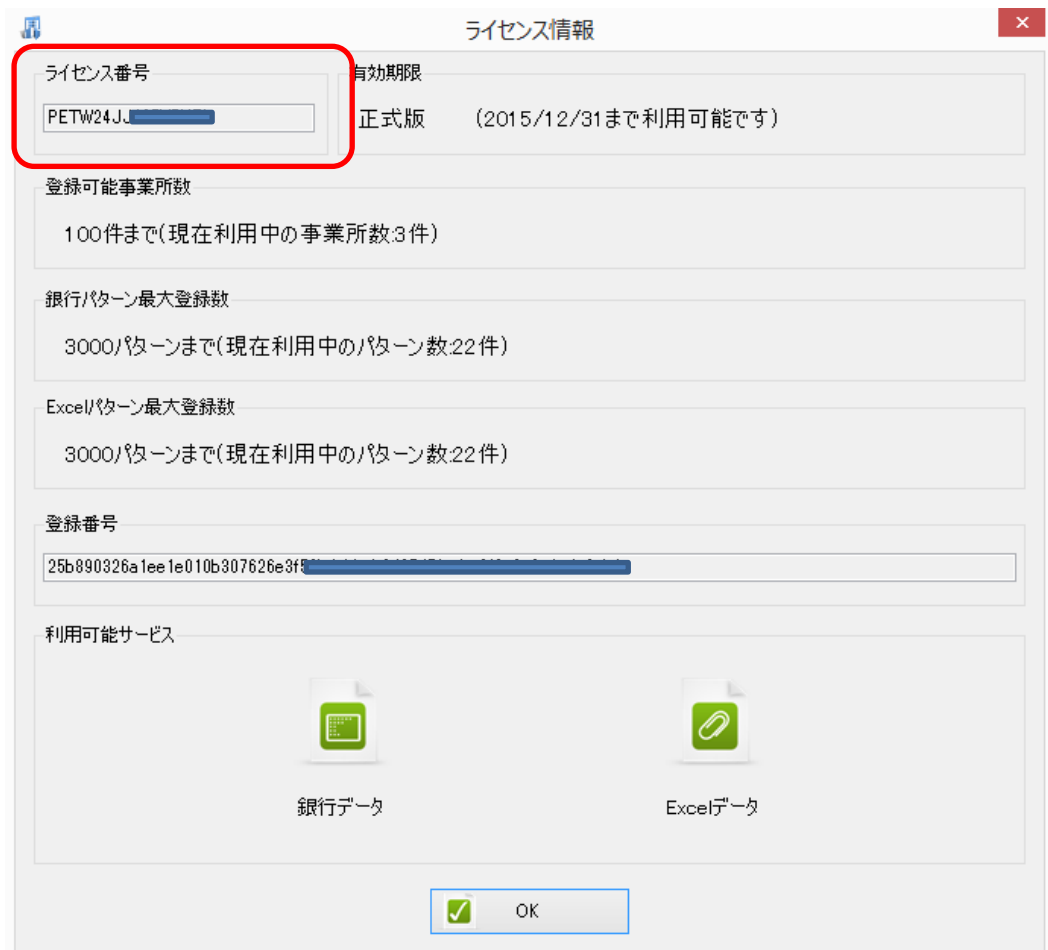 ライセンス情報
ライセンス番号
PETW24JJ
有効期限
正式版 (2015/12/31まで利用可能です)
登録可能事業所数
100件まで(現在利用中の事業所数:3件)
銀行パターン最大登録数
3000パターンまで(現在利用中のパターン数:22件)
Excelパターン最大登録数
3000パターンまで(現在利用中のパターン数:22件)
登録番号
25b890326a1ee1e010b307626e3f5
利用可能サービス
銀行データ
Excelデータ
OK